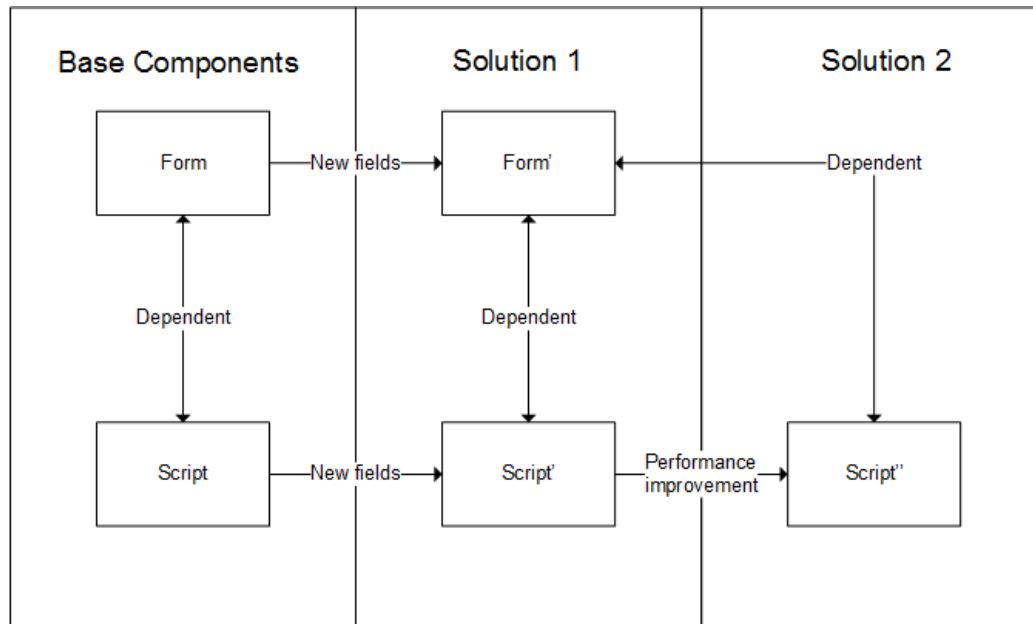 Base Components
Solution 1
Solution 2
Form
New fields
Form'
Dependent
Dependent
Dependent
Script
New fields
Script'
Performance
improvement
Script''